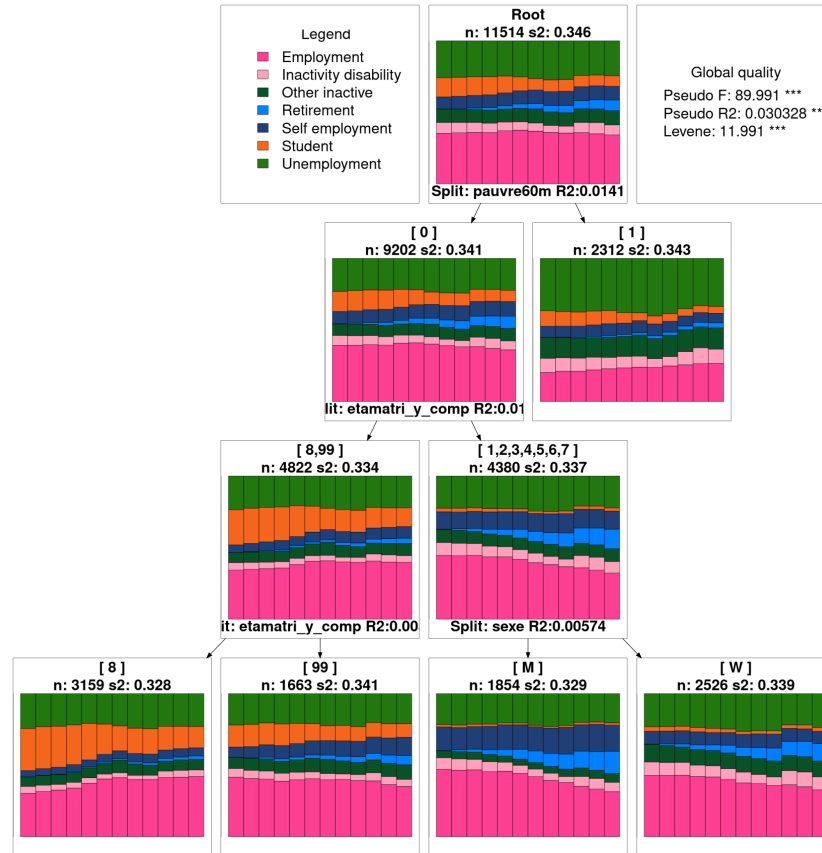 Legend
Employment
Inactivity disability
Other inactive
Retirement
Self employment
Student
Unemployment
Root
n: 11514 s2: 0.346
Split: pauvre60m R2:0.0141
Global quality
Pseudo F: 89.991 ***
Pseudo R2: 0.030328 **
Levene: 11.991 ***
[ 0 ]
n: 9202 s2: 0.341
lit: etamatri_y_comp R2:0.01
[ 1 ]
n: 2312 s2: 0.343
[ 8,99 ]
n: 4822 s2: 0.334
it: etamatri_y_comp R2:0.00
[ 1,2,3,4,5,6,7 ]
n: 4380 s2: 0.337
Split: sexe R2:0.00574
[ 8 ]
n: 3159 s2: 0.328
[ 99 ]
n: 1663 s2: 0.341
[ M ]
n: 1854 s2: 0.329
[ W ]
n: 2526 s2: 0.339